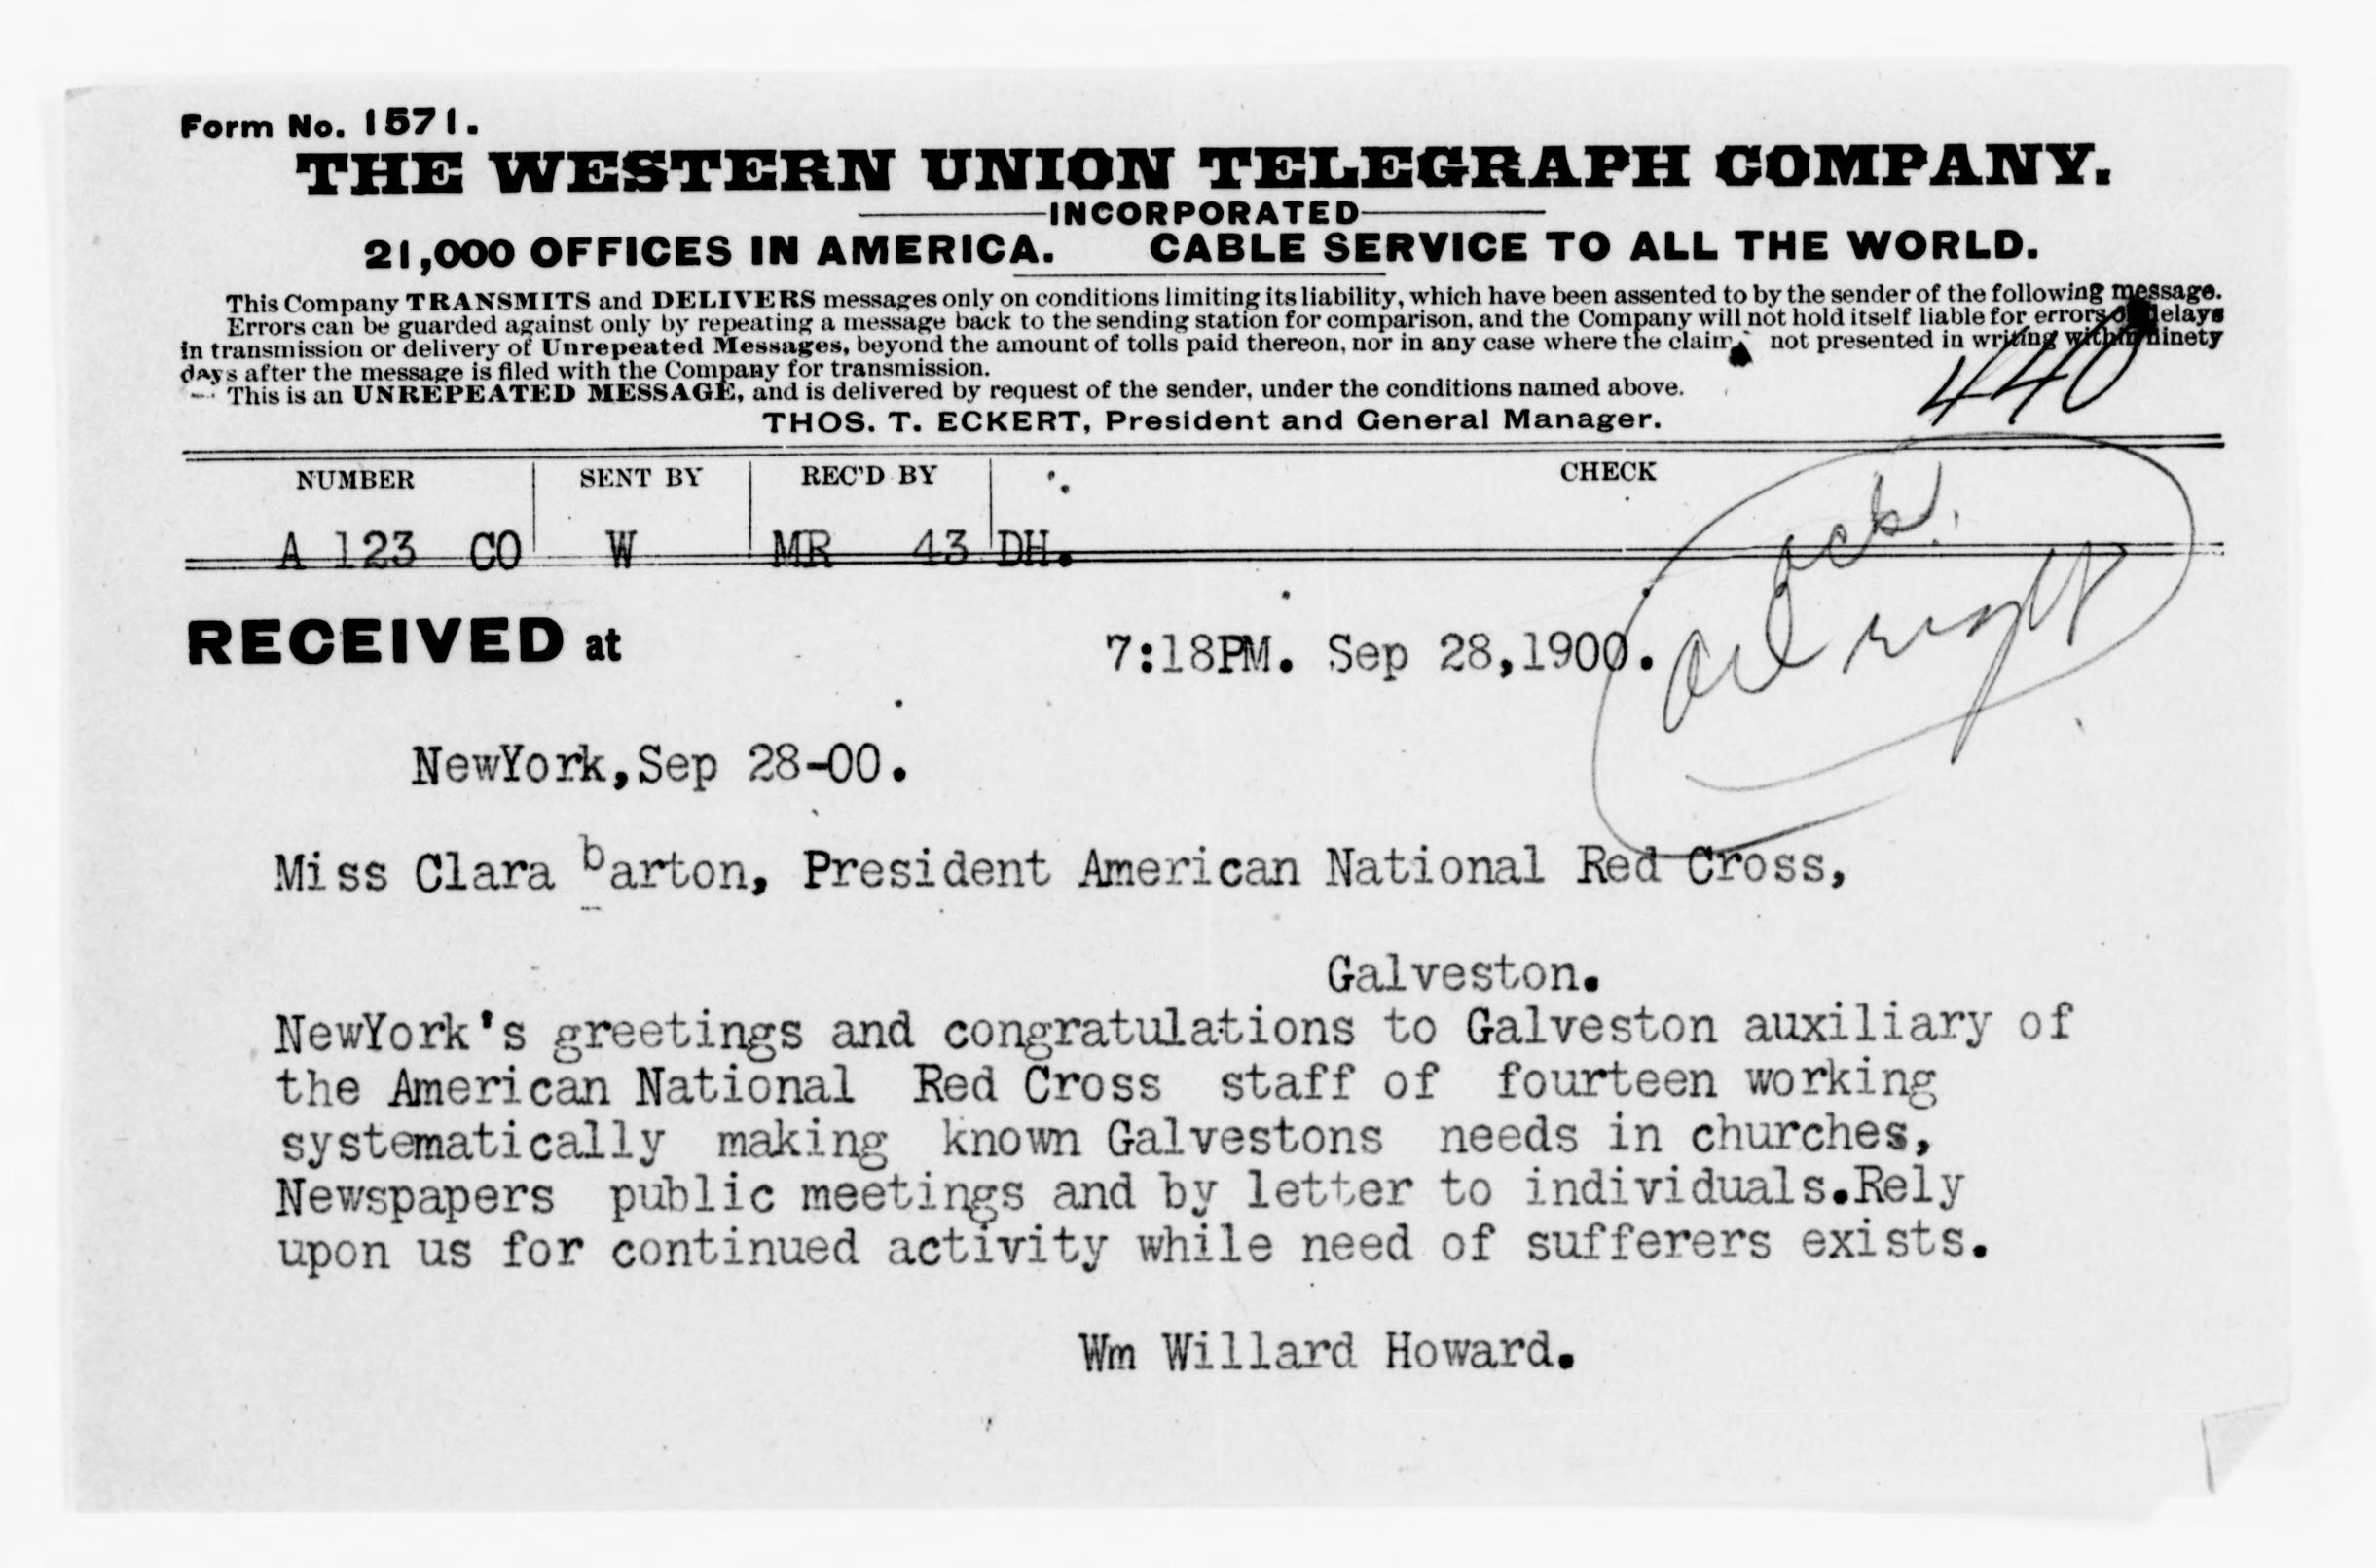 Form No. 1571.
THE WESTERN UNION TELEGRAPH COMPANY.
INCORPORATED
21,000 OFFICES IN AMERICA. CABLE SERVICE TO ALL THE WORLD.
This Company TRANSMITS and DELIVERS messages only on conditions limiting its liability, which have been assented to by the sender of the following message.
Errors can be guarded against only by repeating a message back to the sending station for comparison, and the Company will not hold itself liable for errors or delays
in transmission or delivery of Unrepeated Messages, beyond the amount of tolls paid thereon, nor in any case where the claim not presented in writing within ninety
days after the message is filed with the Company for transmission.
This is an UNREPEATED MESSAGE, and is delivered by request of the sender, under the conditions named above.
440
THOS. T. ECKERT, President and General Manager.
NUMBER SENT BY REC'D BY CHECK
A 123 CO W MR 43 DH.
ack.
all right
RECEIVED at 7:18PM. Sep 28,1900.
NewYork,Sep 28-00.
Miss Clara barton, President American National Red Cross,
Galveston.
NewYork's greetings and congratulations to Galveston auxiliary of
the American National Red Cross staff of fourteen working
systematically making known Galvestons needs in churches,
Newspapers public meetings and by letter to individuals.Rely
upon us for continued activity while need of sufferers exists.
Wm Willard Howard.